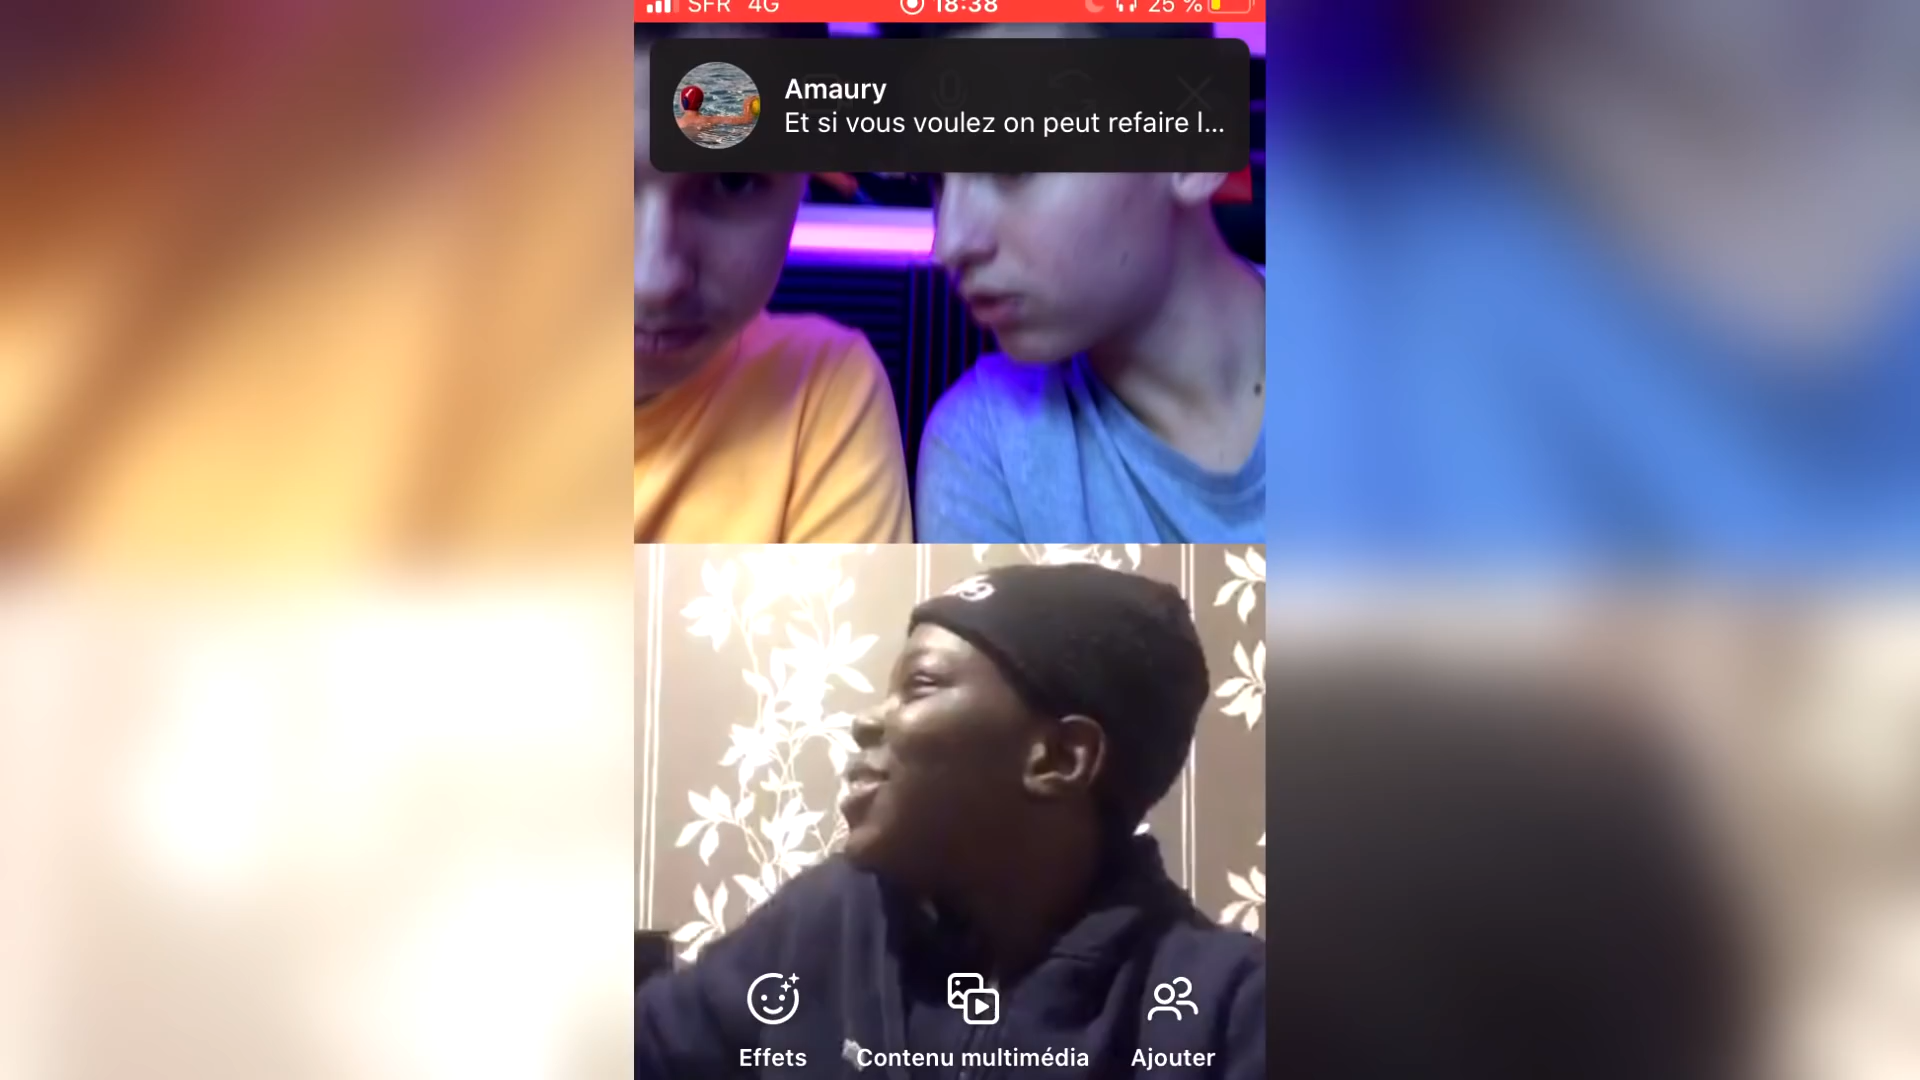 SFR 4G 18:38 25 %
Amaury
Et si vous voulez on peut refaire l...
Effets Contenu multimédia Ajouter